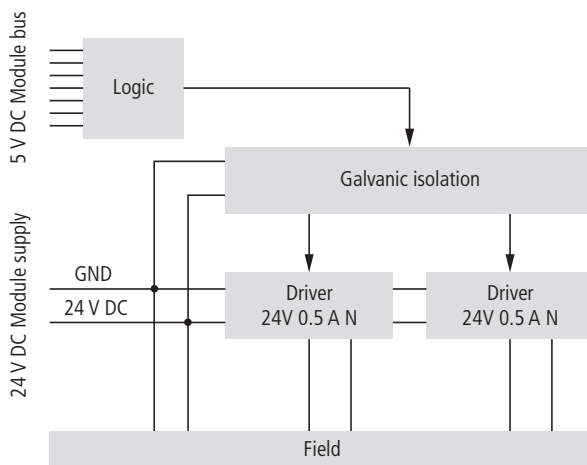 5 V DC Module bus
Logic
Galvanic isolation
24 V DC Module supply
GND
24 V DC
Driver
24V 0.5 A N
Driver
24V 0.5 A N
Field